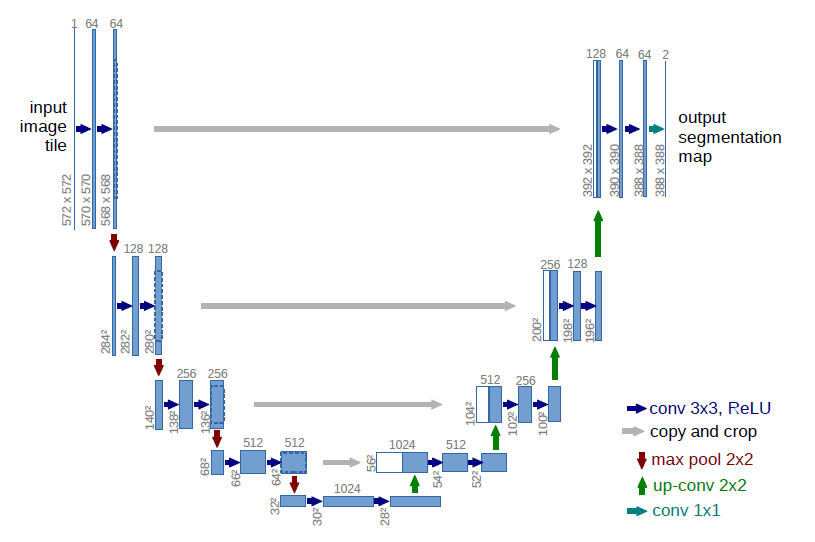 1 64 64
128 64 64 2
input
image
tile
output
segmentation
map
572 x 572
570 x 570
568 x 568
392 x 392
390 x 390
388 x 388
388 x 388
128 128
256 128
284²
282²
280²
200²
198²
196²
256 256
512 256
140²
138²
136²
104²
102²
100²
512 512
1024 512
68²
66²
64²
56²
54²
52²
1024
32²
30²
28²
conv 3x3, ReLU
copy and crop
max pool 2x2
up-conv 2x2
conv 1x1